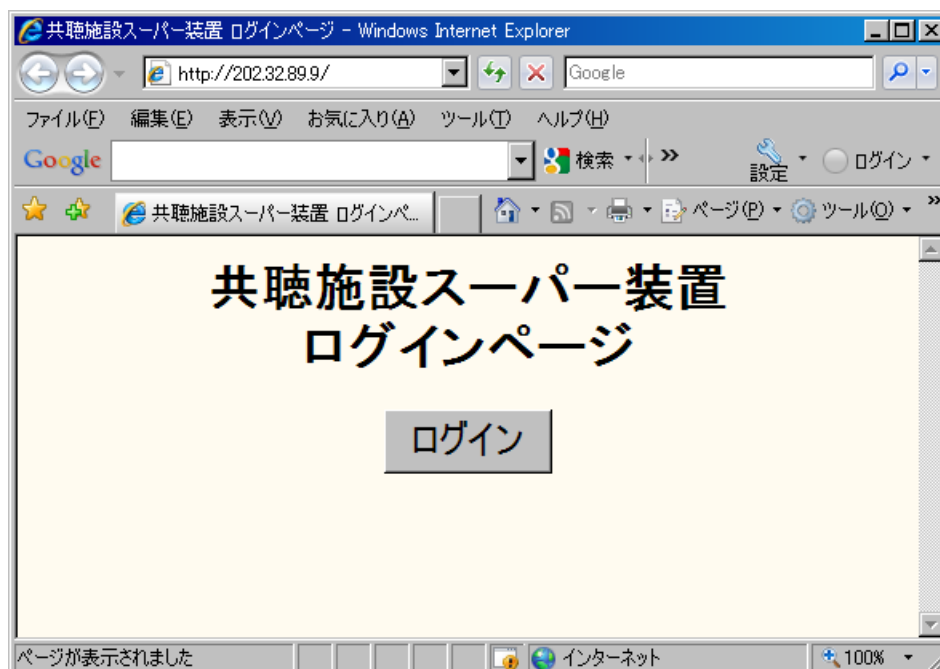 共聴施設スーパー装置 ログインページ - Windows Internet Explorer
http://202.32.89.9/
Google
ファイル(F) 編集(E) 表示(V) お気に入り(A) ツール(T) ヘルプ(H)
Google 検索 設定 ログイン
共聴施設スーパー装置 ログインペ... ページ(P) ツール(O)
共聴施設スーパー装置
ログインページ
ログイン
ページが表示されました インターネット 100%